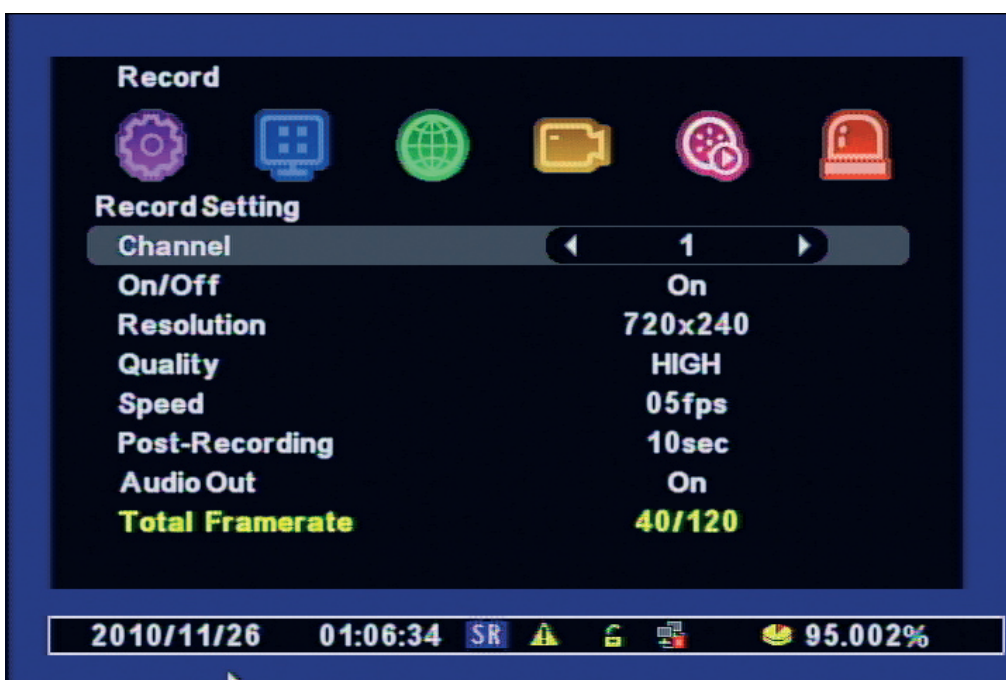 Record
Record Setting
Channel 1
On/Off On
Resolution 720x240
Quality HIGH
Speed 05fps
Post-Recording 10sec
Audio Out On
Total Framerate 40/120
2010/11/26 01:06:34 SR 95.002%